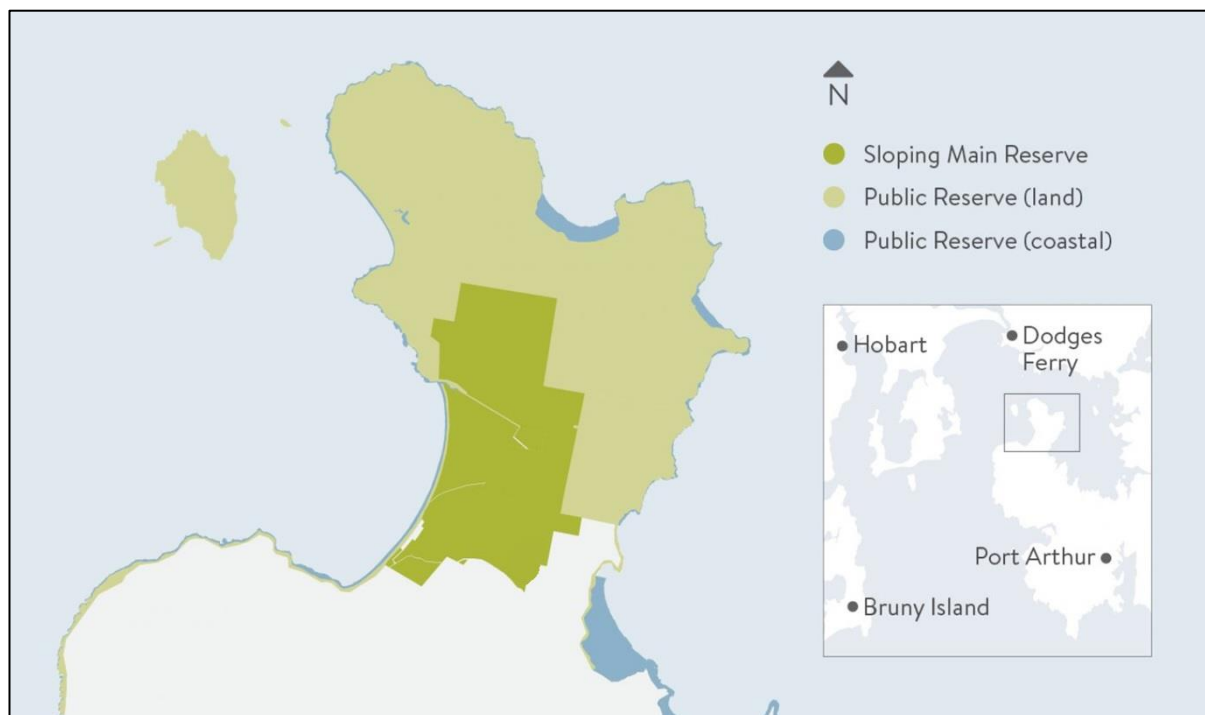 N
Sloping Main Reserve
Public Reserve (land)
Public Reserve (coastal)
Hobart
Dodges
Ferry
Port Arthur
Bruny Island